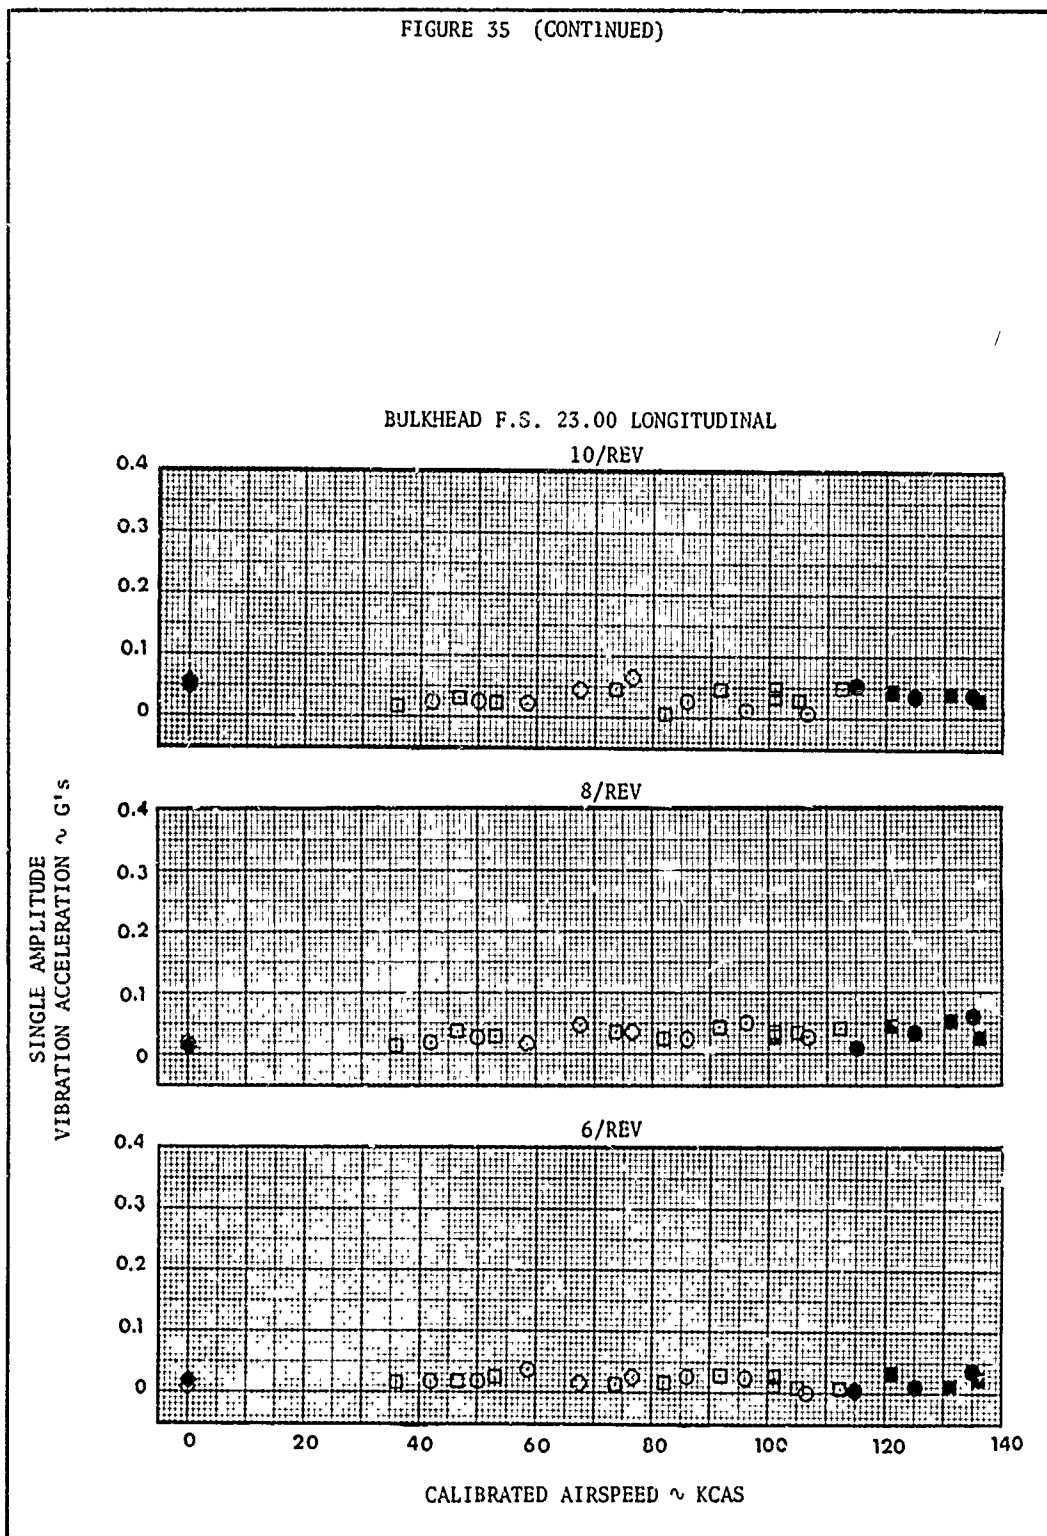 FIGURE 35 (CONTINUED)
BULKHEAD F.S. 23.00 LONGITUDINAL
10/REV
0.4
0.3
0.2
0.1
0
8/REV
0.4
0.3
0.2
0.1
0
6/REV
0.4
0.3
0.2
0.1
0
SINGLE AMPLITUDE
VIBRATION ACCELERATION ~ G's
0 20 40 60 80 100 120 140
CALIBRATED AIRSPEED ~ KCAS